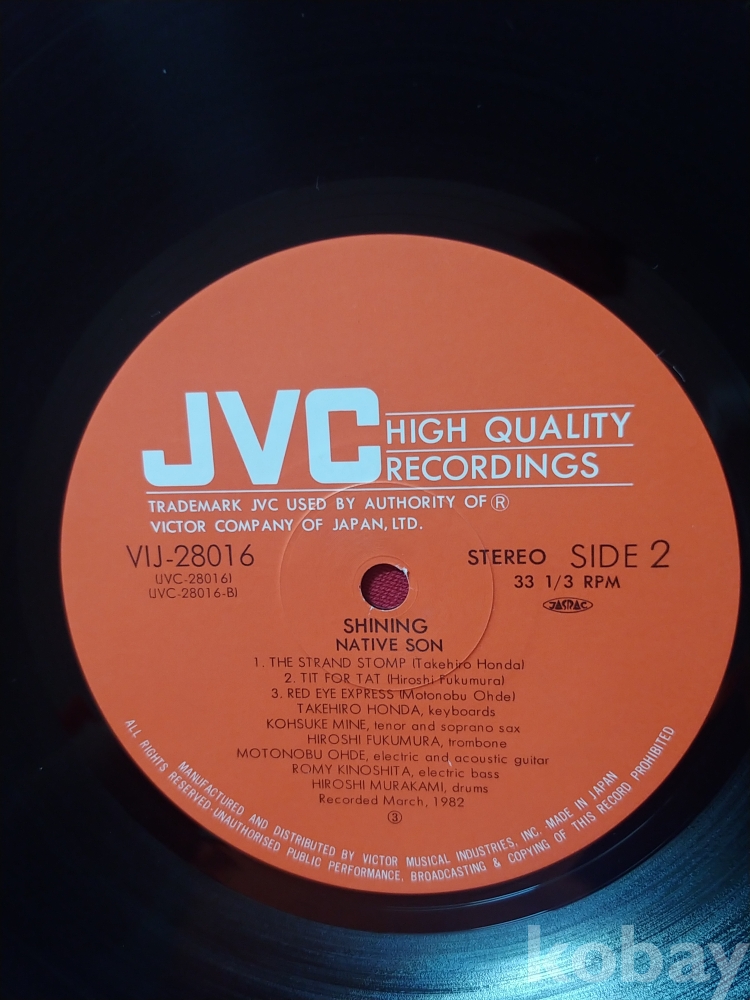 JVC HIGH QUALITY
RECORDINGS
TRADEMARK JVC USED BY AUTHORITY OF Ⓡ
VICTOR COMPANY OF JAPAN, LTD.
VIJ-28016
(JVC-28016)
(JVC-28016-B)
STEREO SIDE 2
33 1/3 RPM
JASRAC
SHINING
NATIVE SON
1. THE STRAND STOMP (Takehiro Honda)
2. TIT FOR TAT (Hiroshi Fukumura)
3. RED EYE EXPRESS (Motonobu Ohde)
TAKEHIRO HONDA, keyboards
KOHSUKE MINE, tenor and soprano sax
HIROSHI FUKUMURA, trombone
MOTONOBU OHDE, electric and acoustic guitar
ROMY KINOSHITA, electric bass
HIROSHI MURAKAMI, drums
Recorded March, 1982
③
MANUFACTURED AND DISTRIBUTED BY VICTOR MUSICAL INDUSTRIES, INC. MADE IN JAPAN
ALL RIGHTS RESERVED·UNAUTHORISED PUBLIC PERFORMANCE, BROADCASTING & COPYING OF THIS RECORD PROHIBITED
kobay